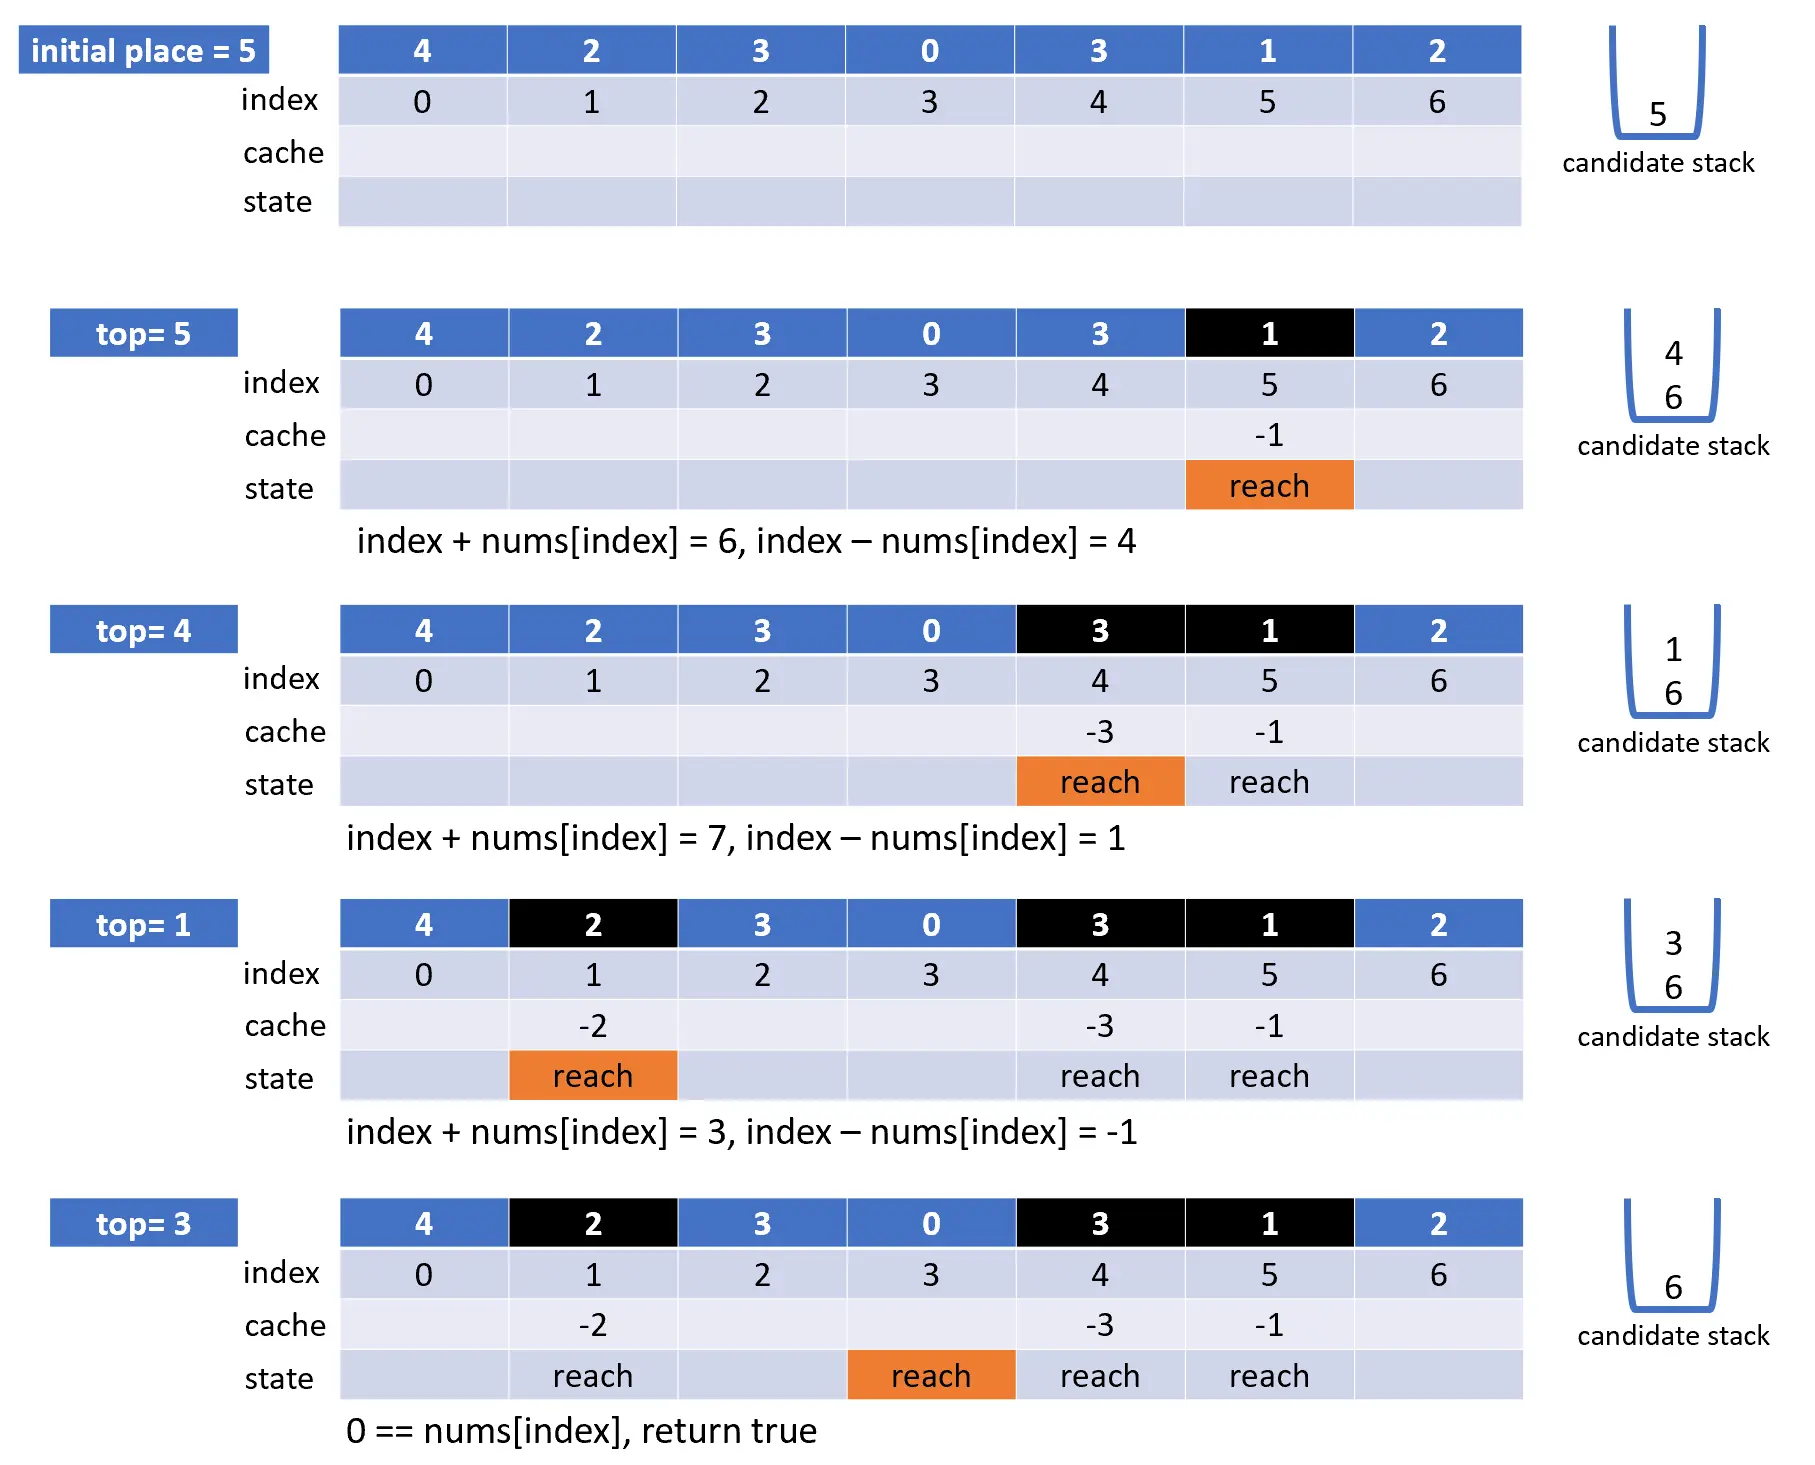 initial place = 5 4 2 3 0 3 1 2
index 0 1 2 3 4 5 6 5
cache
candidate stack
state
top= 5 4 2 3 0 3 1 2
4
index 0 1 2 3 4 5 6
6
cache -1
candidate stack
state reach
index + nums[index] = 6, index – nums[index] = 4
top= 4 4 2 3 0 3 1 2
1
index 0 1 2 3 4 5 6
6
cache -3 -1
candidate stack
state reach reach
index + nums[index] = 7, index – nums[index] = 1
top= 1 4 2 3 0 3 1 2
3
index 0 1 2 3 4 5 6
6
cache -2 -3 -1
candidate stack
state reach reach reach
index + nums[index] = 3, index – nums[index] = -1
top= 3 4 2 3 0 3 1 2
index 0 1 2 3 4 5 6
6
cache -2 -3 -1
candidate stack
state reach reach reach reach
0 == nums[index], return true